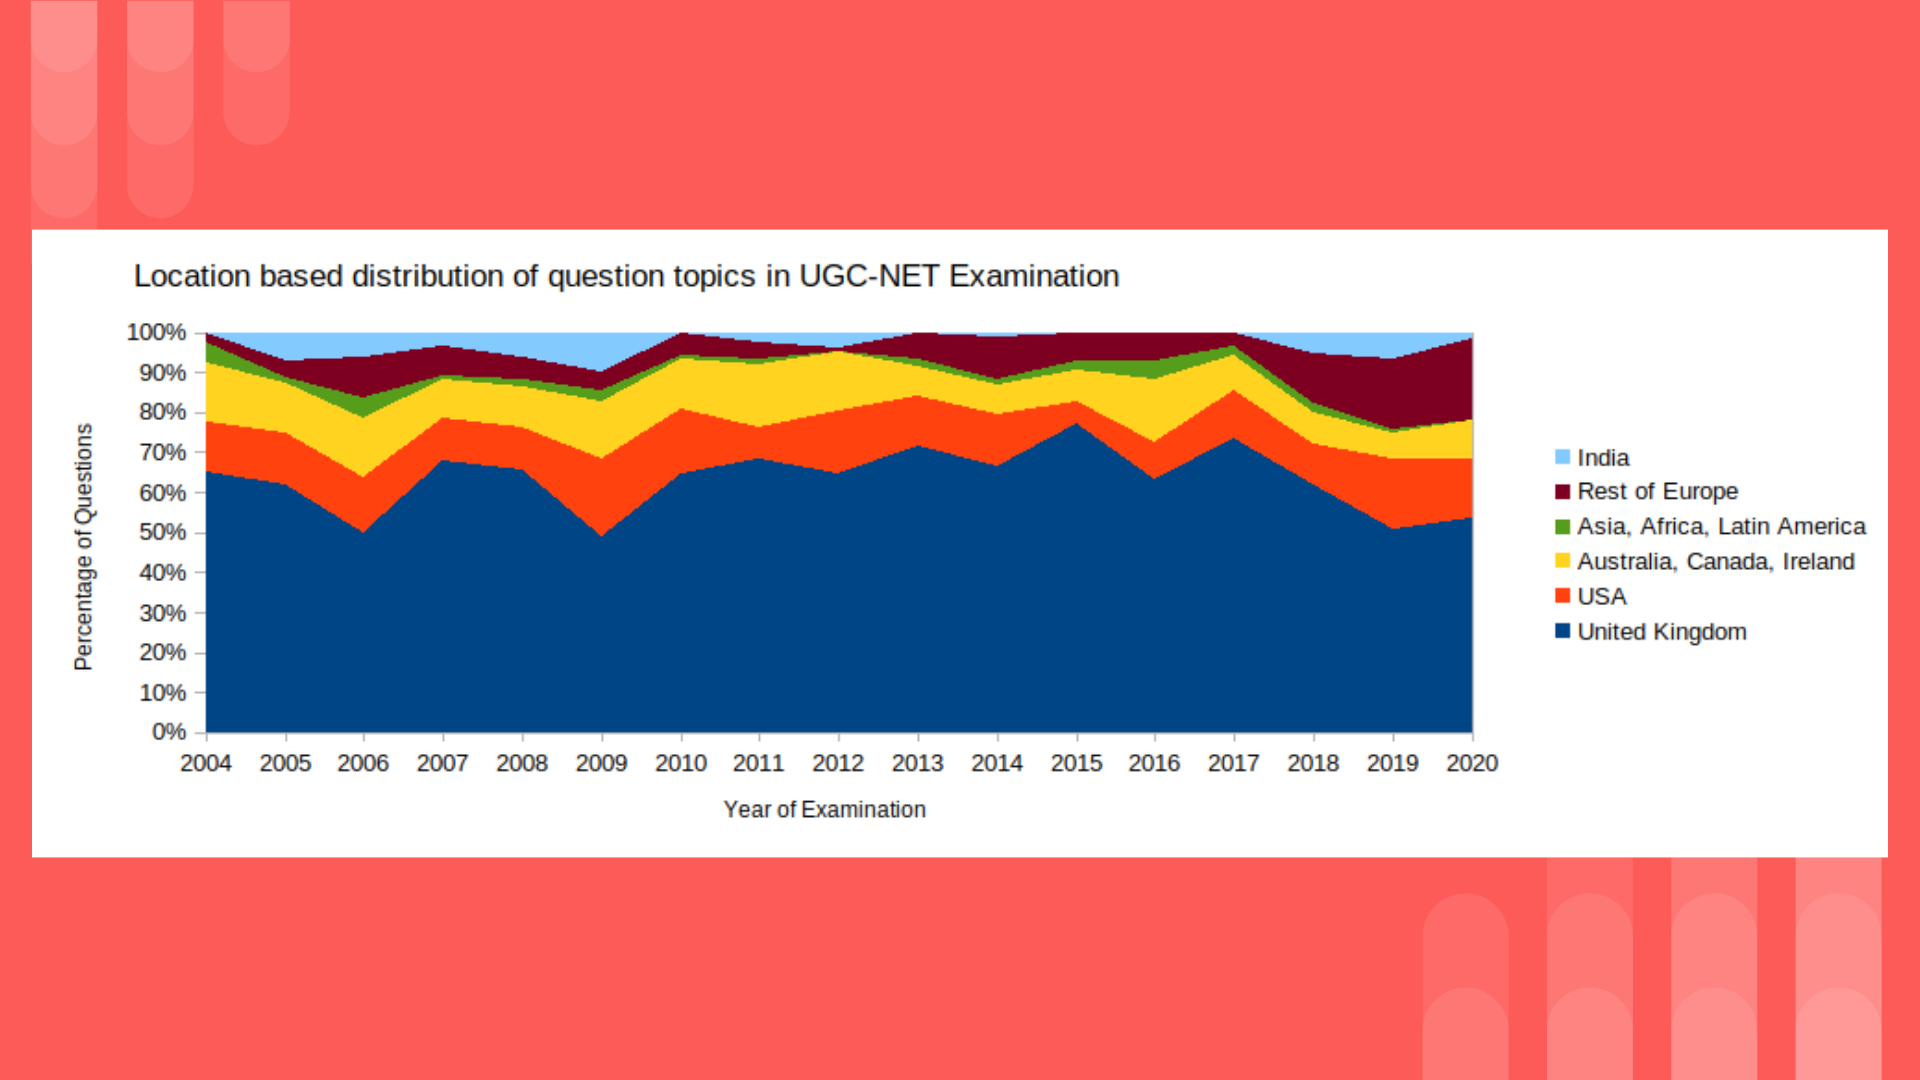 Location based distribution of question topics in UGC-NET Examination
100%
90%
80%
70%
60%
50%
40%
30%
20%
10%
0%
Percentage of Questions
2004 2005 2006 2007 2008 2009 2010 2011 2012 2013 2014 2015 2016 2017 2018 2019 2020
Year of Examination
India
Rest of Europe
Asia, Africa, Latin America
Australia, Canada, Ireland
USA
United Kingdom